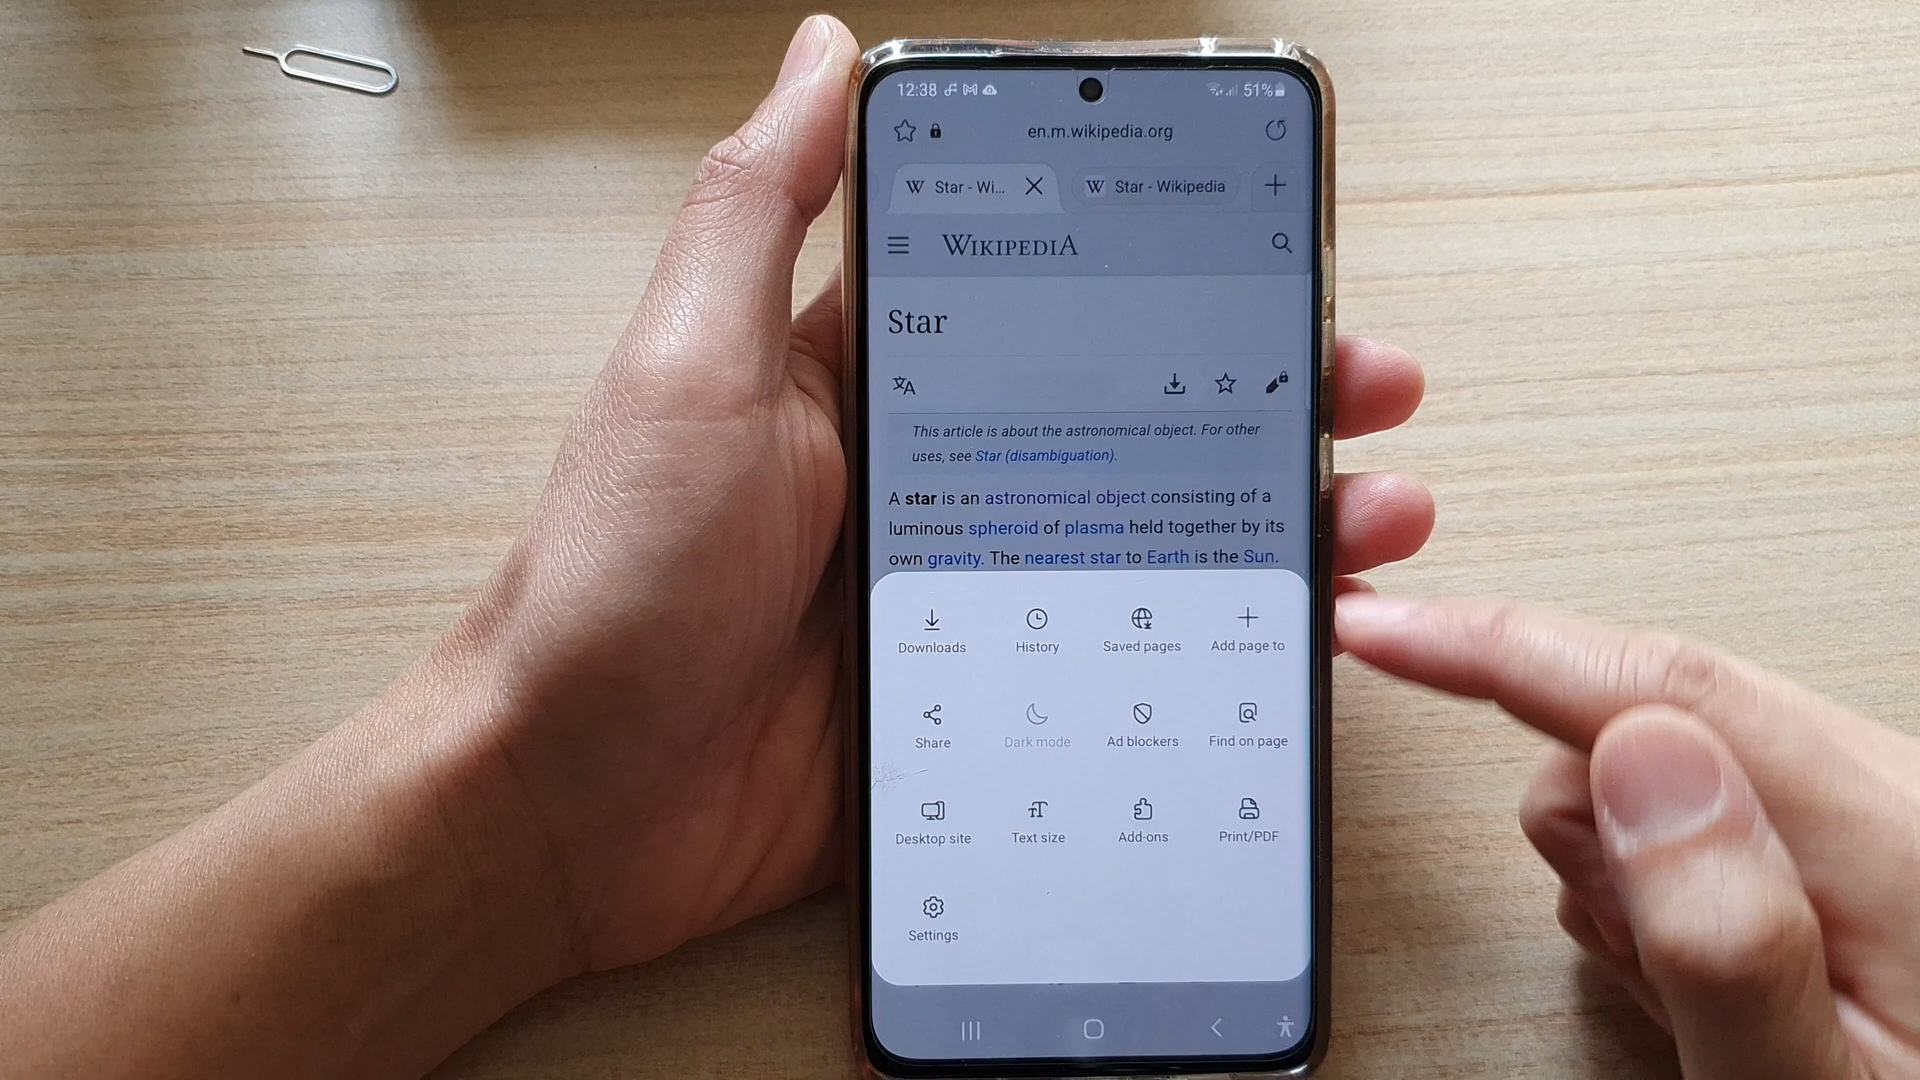 12:38 51%
en.m.wikipedia.org
W Star - Wi... W Star - Wikipedia
WIKIPEDIA
Star
This article is about the astronomical object. For other
uses, see Star (disambiguation).
A star is an astronomical object consisting of a
luminous spheroid of plasma held together by its
own gravity. The nearest star to Earth is the Sun.
Downloads History Saved pages Add page to
Share Dark mode Ad blockers Find on page
Desktop site Text size Add-ons Print/PDF
Settings